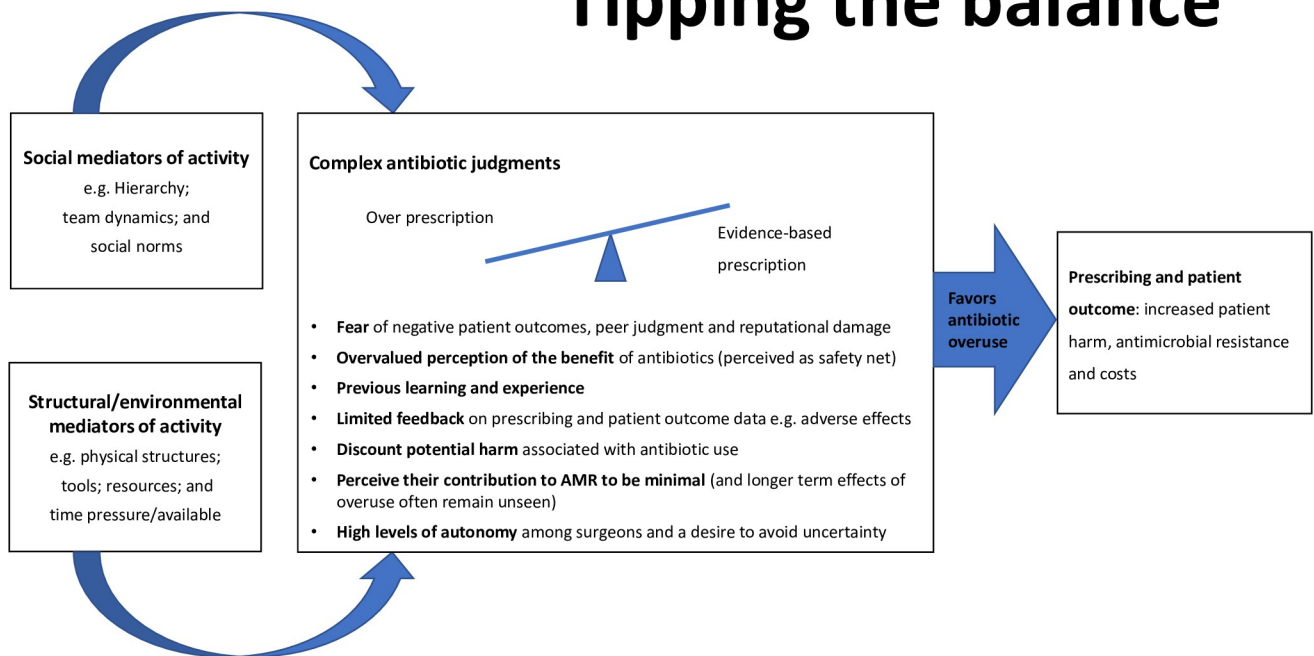 Tipping the balance
Social mediators of activity
e.g. Hierarchy;
team dynamics; and
social norms
Structural/environmental
mediators of activity
e.g. physical structures;
tools; resources; and
time pressure/available
Complex antibiotic judgments
Over prescription
Evidence-based
prescription
• Fear of negative patient outcomes, peer judgment and reputational damage
• Overvalued perception of the benefit of antibiotics (perceived as safety net)
• Previous learning and experience
• Limited feedback on prescribing and patient outcome data e.g. adverse effects
• Discount potential harm associated with antibiotic use
• Perceive their contribution to AMR to be minimal (and longer term effects of
overuse often remain unseen)
• High levels of autonomy among surgeons and a desire to avoid uncertainty
Favors
antibiotic
overuse
Prescribing and patient
outcome: increased patient
harm, antimicrobial resistance
and costs